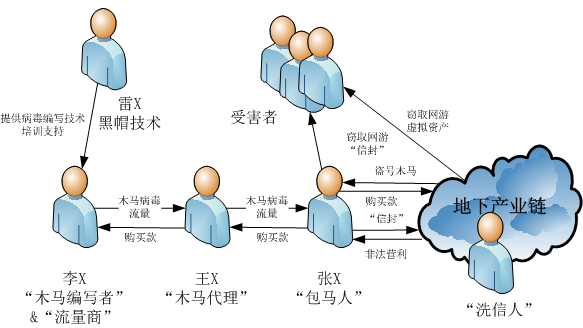 雷X
黑帽技术
提供病毒编写技术
培训支持
受害者
窃取网游
虚拟资产
窃取网游
“信封”
盗号木马
购买款
“信封”
非法营利
地下产业链
木马病毒
流量
购买款
木马病毒
流量
购买款
李X
“木马编写者”
&“流量商”
王X
“木马代理”
张X
“包马人”
“洗信人”